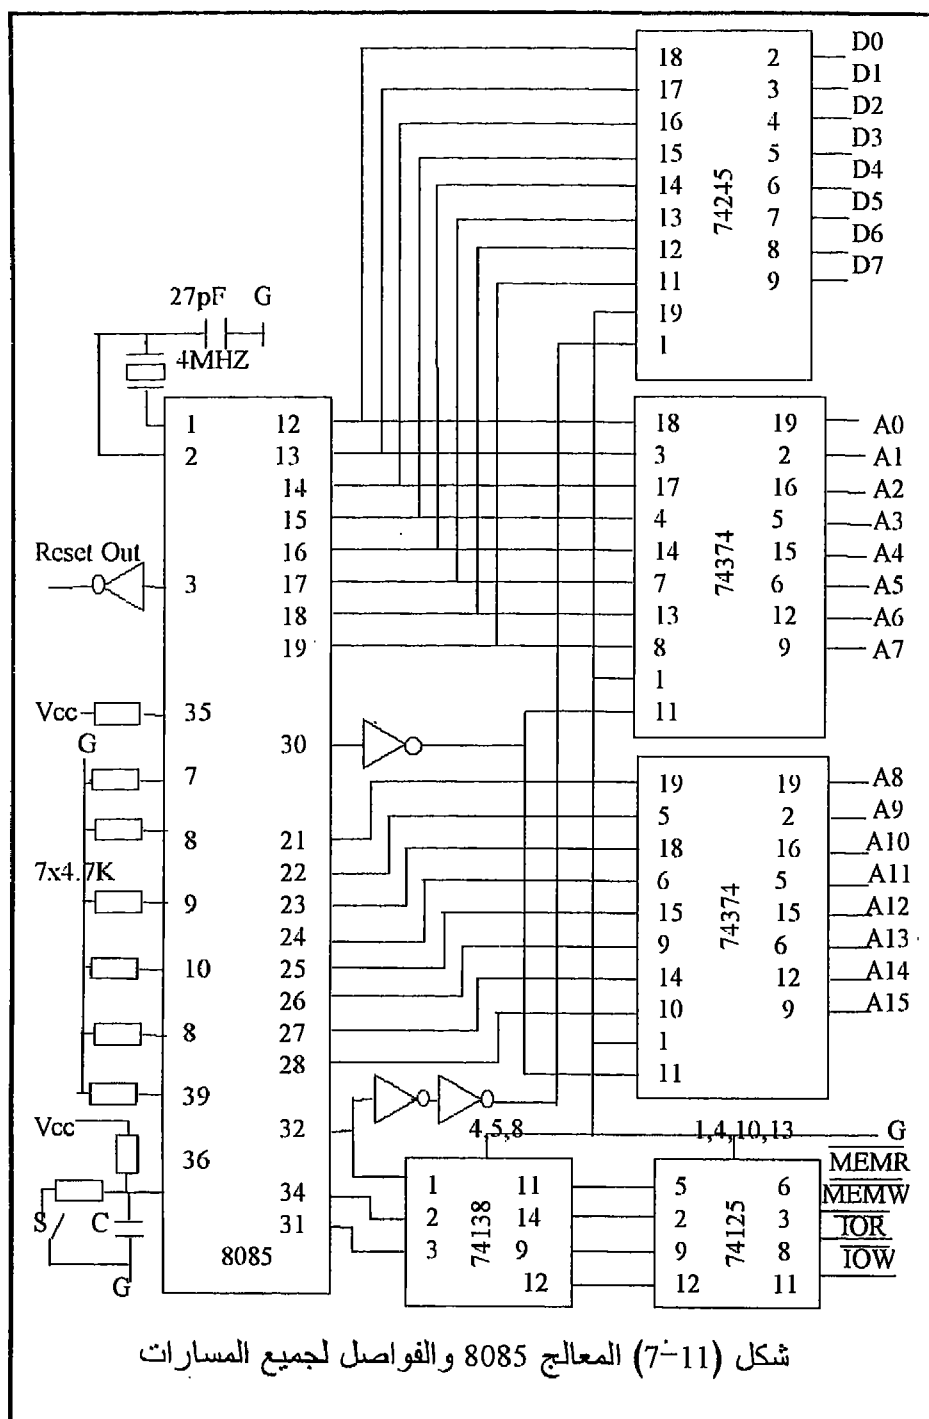 18 2 D0
17 3 D1
16 4 D2
15 5 D3
14 6 D4
13 7 D5
12 8 D6
11 9 D7
19
1
74245
27pF G
4MHZ
1 12
2 13
14
15
16
3 17
18
19
Reset Out
18 19 A0
3 2 A1
17 16 A2
4 5 A3
14 15 A4
7 6 A5
13 12 A6
8 9 A7
1
11
74374
Vcc 35
G
30
7
8 21
7x4.7K
22
9 23
24
10 25
26
8 27
28
39
19 19 A8
5 2 A9
18 16 A10
6 5 A11
15 15 A12
9 6 A13
14 12 A14
10 9 A15
1
11
74374
Vcc
32
36
34
31
S C
G
8085
4,5,8 1,4,10,13 G
1 11
2 14
3 9
12
74138
5 6 MEMR
2 3 MEMW
9 8 IOR
12 11 IOW
74125
شكل (11-7) المعالج 8085 والفواصل لجميع المسارات